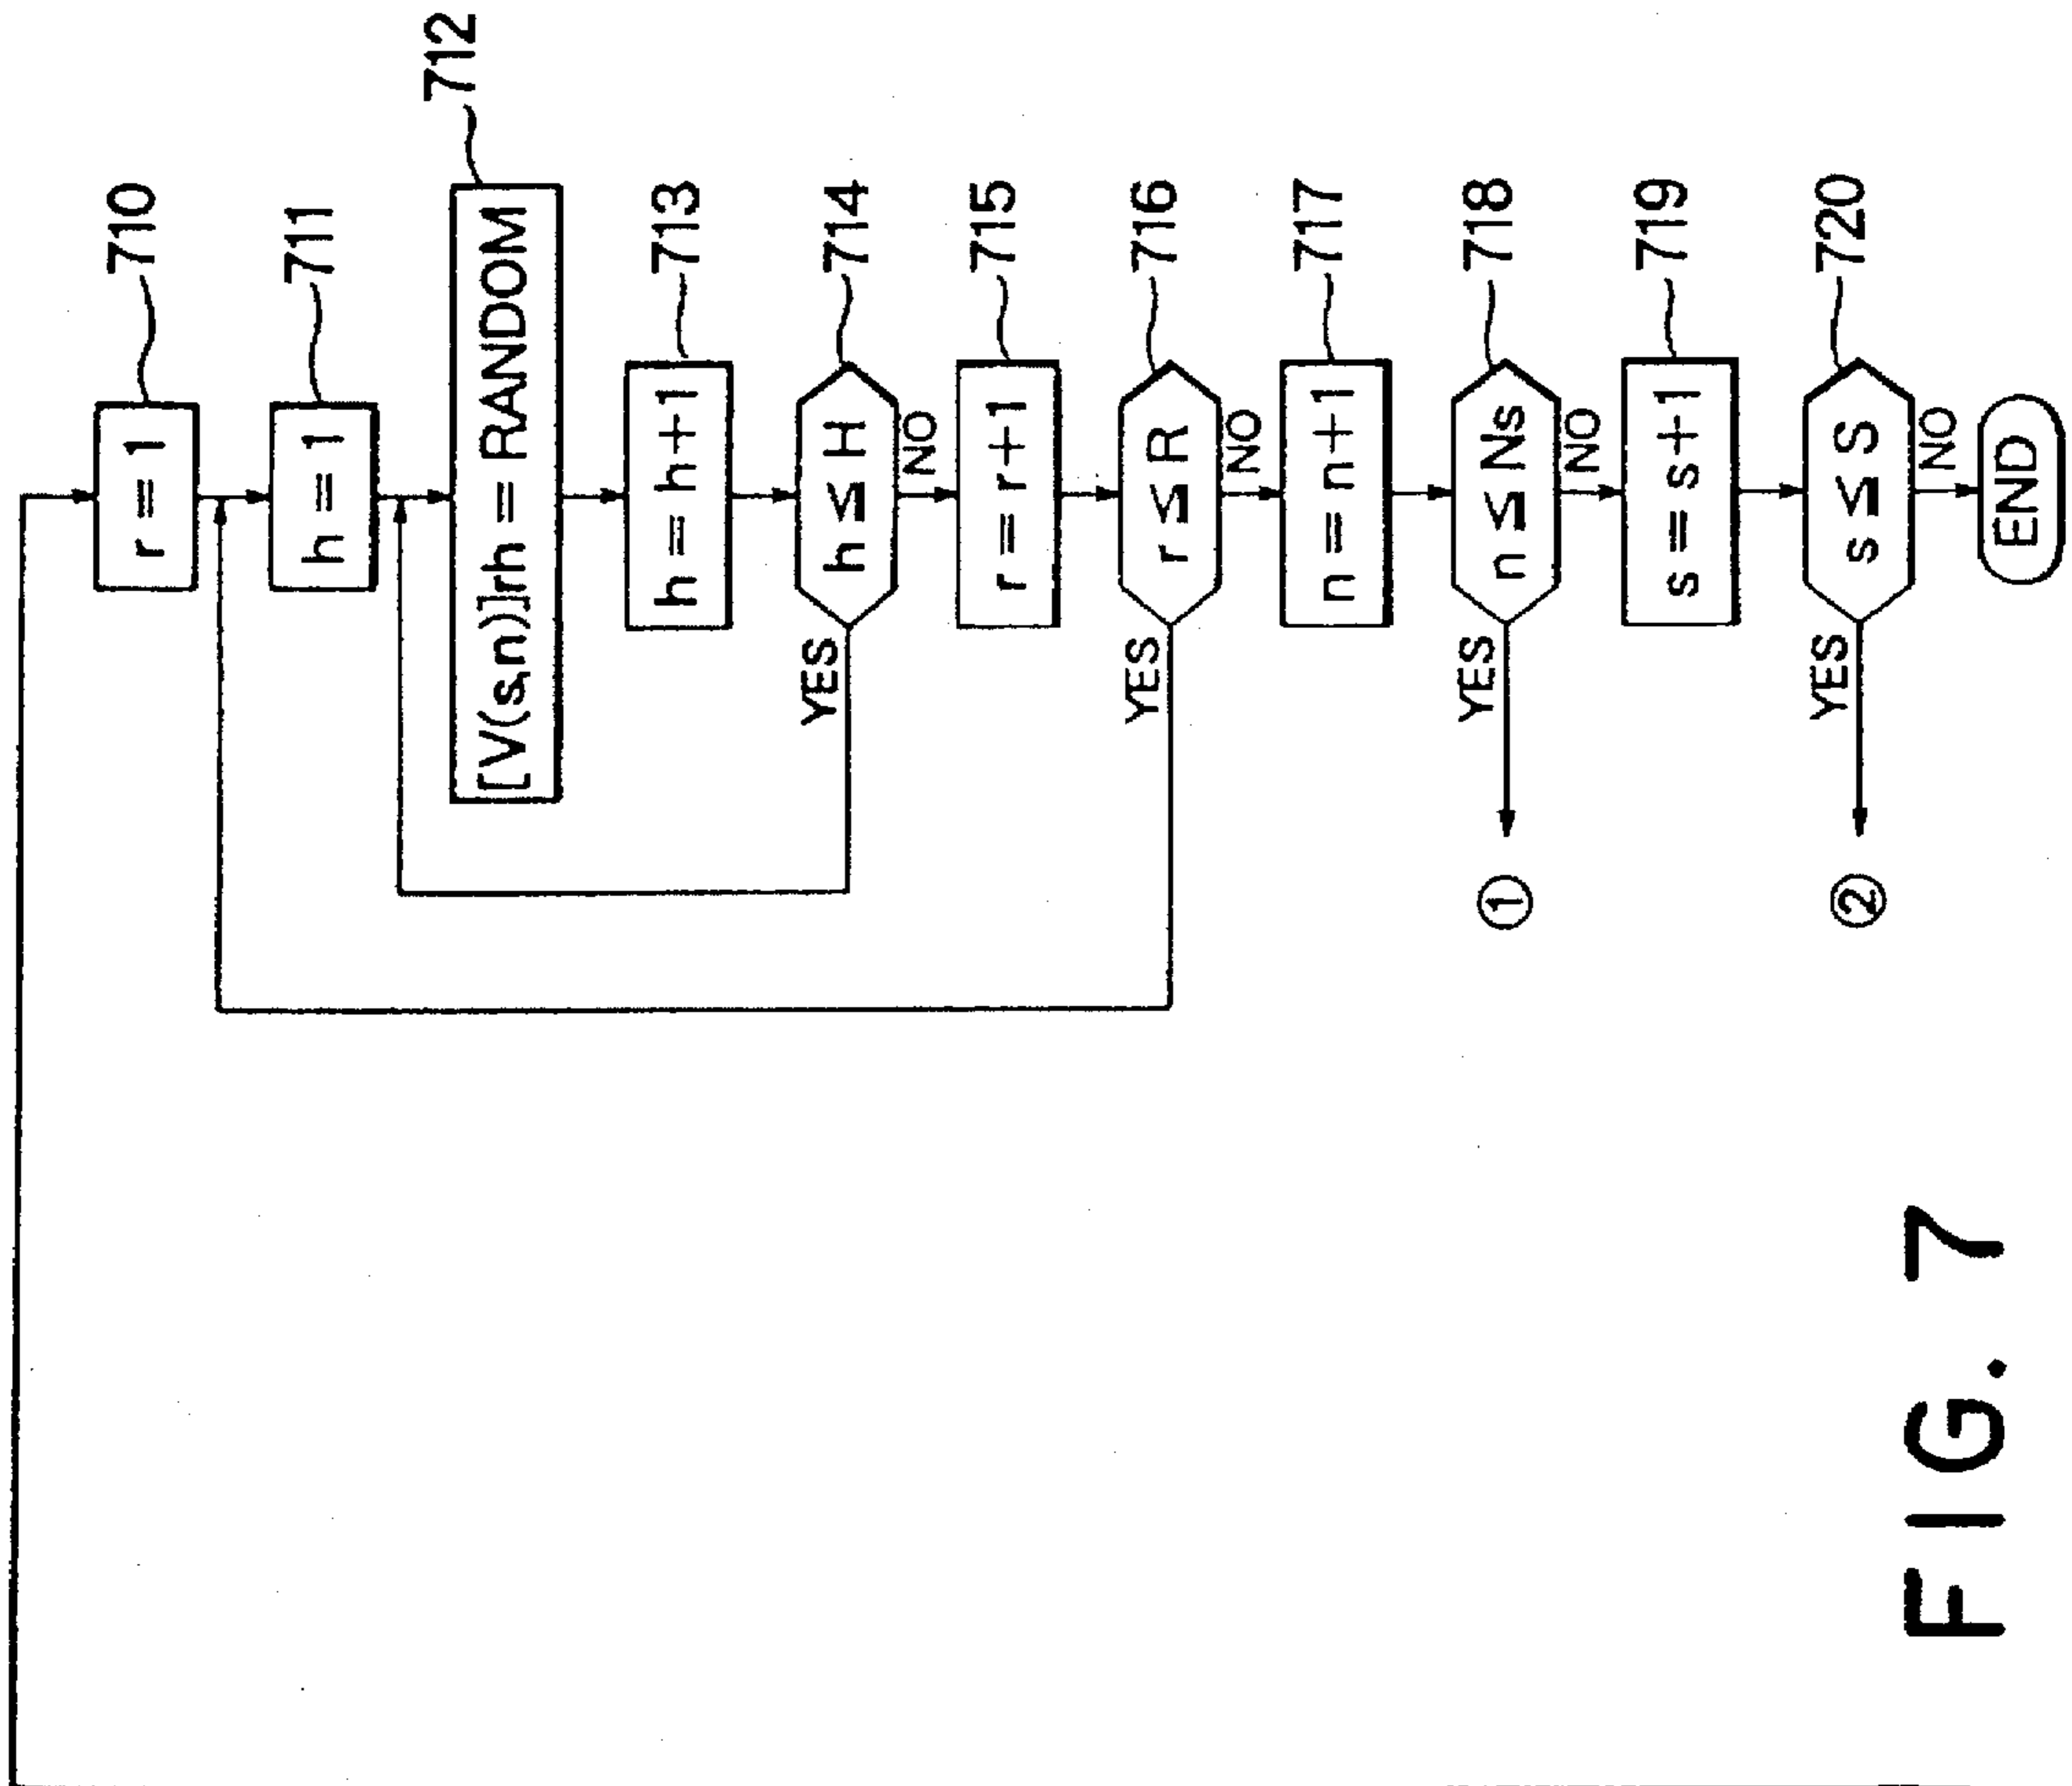 r = 1
710
h = 1
711
[V(s,n)]rh = RANDOM
712
h = h+1
713
h ≤ H
714
YES
NO
r = r+1
715
r ≤ R
716
YES
NO
n = n+1
717
n ≤ Ns
718
YES
NO
①
s = s+1
719
s ≤ S
720
YES
NO
②
END
FIG. 7